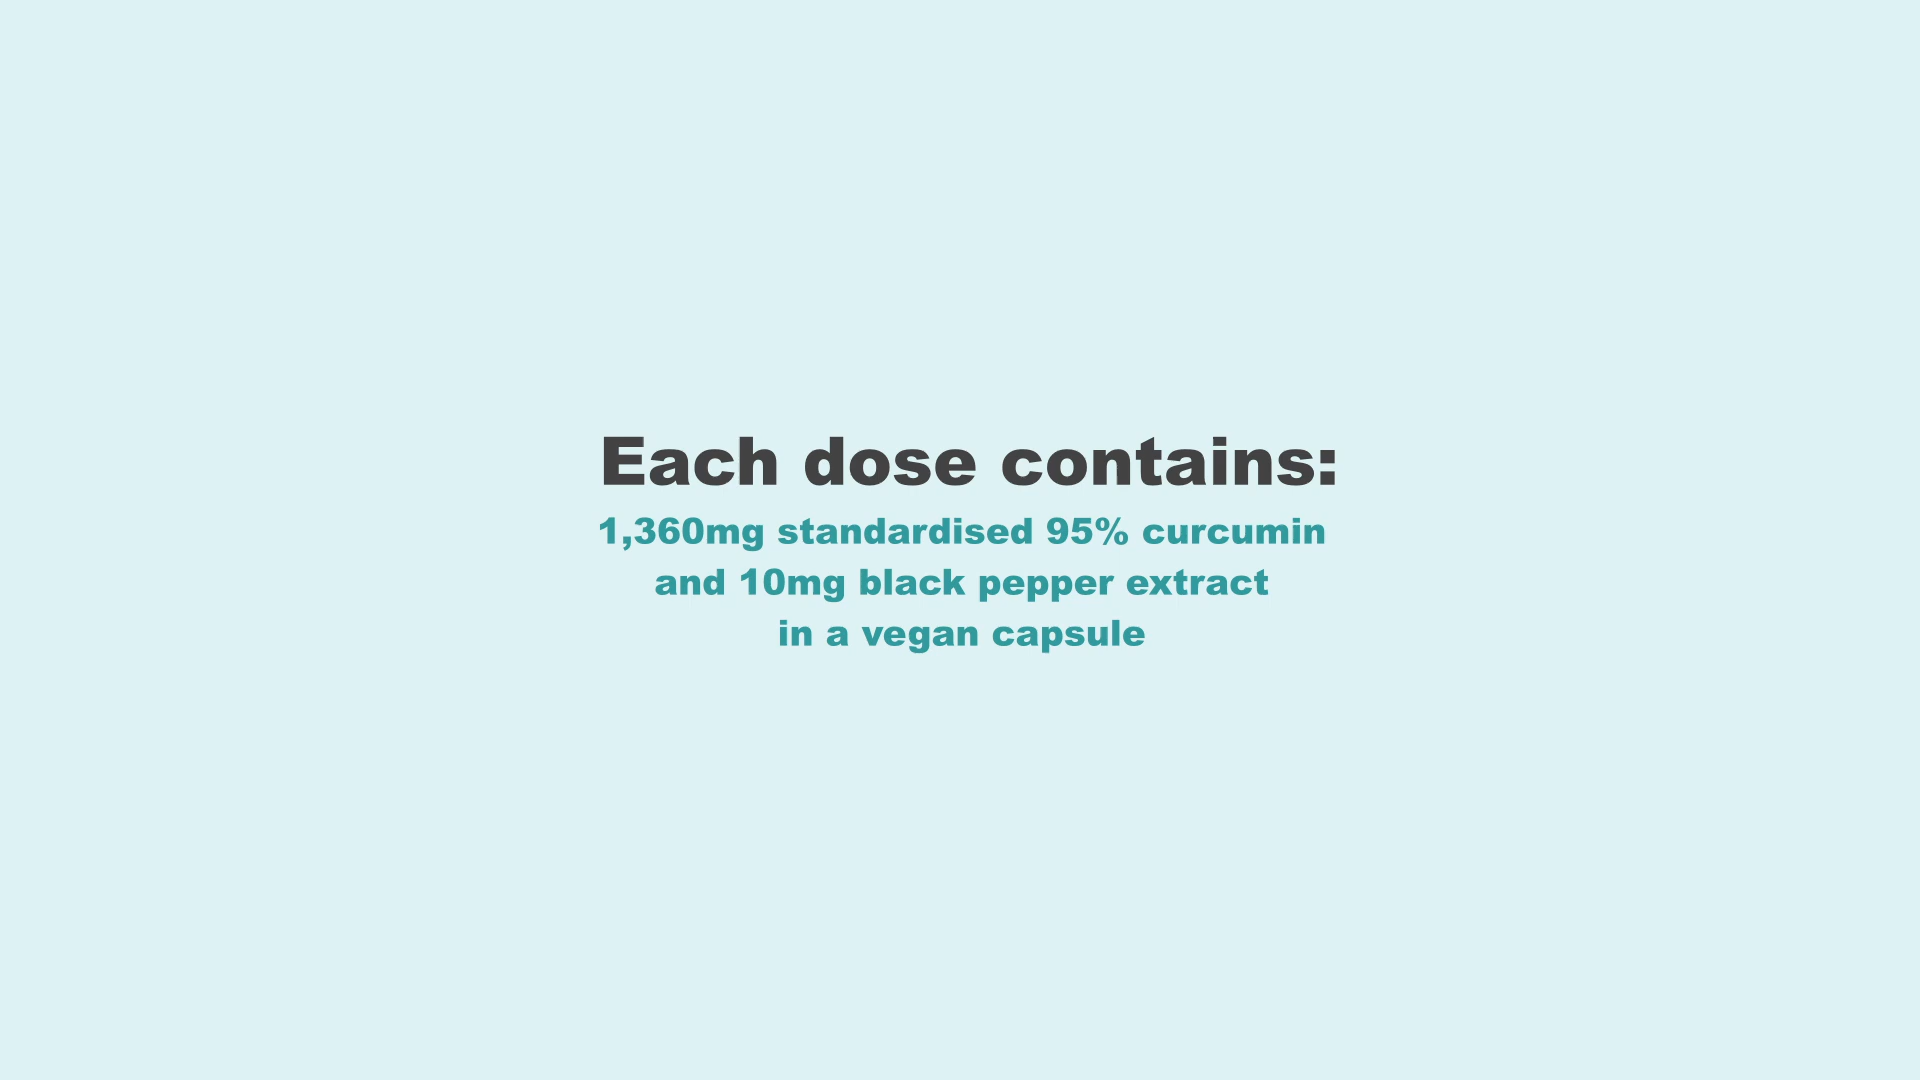 Each dose contains:
1,360mg standardised 95% curcumin
and 10mg black pepper extract
in a vegan capsule